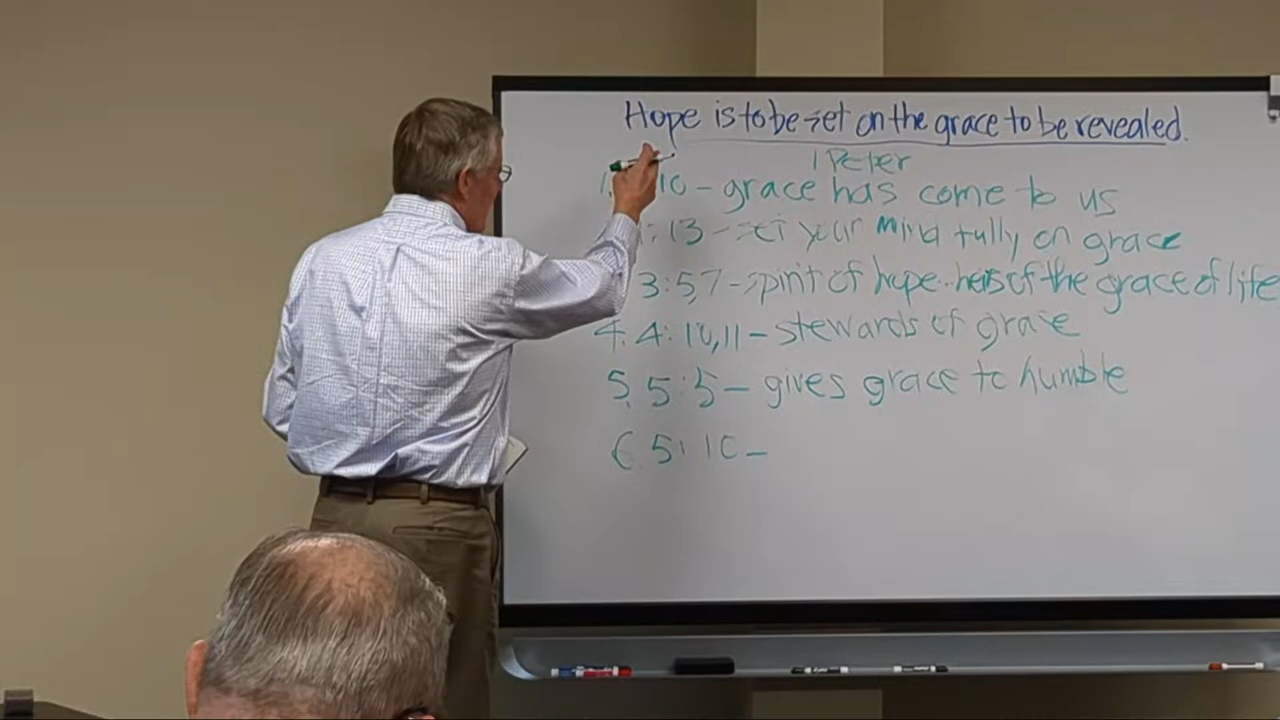 Hope is to be set on the grace to be revealed.
1 Peter
10 - grace has come to us
:13 - set your mind fully on grace
3:5,7 - spirit of hope.. heirs of the grace of life
4. 4:10,11 - stewards of grace
5. 5:5 - gives grace to humble
6. 5:10 -